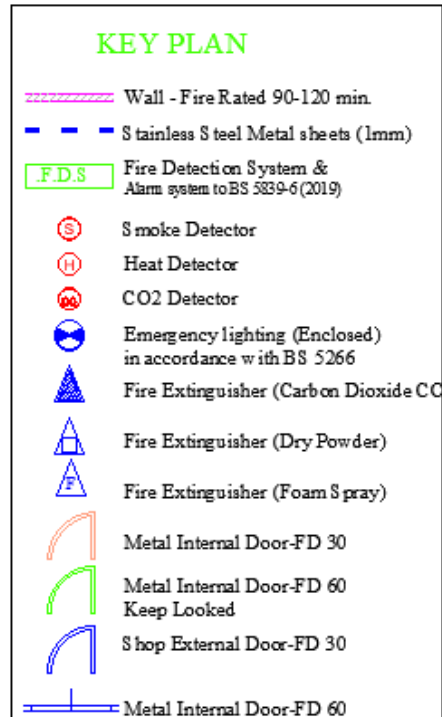 KEY PLAN
Wall - Fire Rated 90-120 min.
Stainless Steel Metal sheets (1mm)
.F.D.S
Fire Detection System &
Alarm system to BS 5839-6 (2019)
S
Smoke Detector
H
Heat Detector
CO2 Detector
Emergency lighting (Enclosed)
in accordance with BS 5266
Fire Extinguisher (Carbon Dioxide CO
Fire Extinguisher (Dry Powder)
F
Fire Extinguisher (Foam Spray)
Metal Internal Door-FD 30
Metal Internal Door-FD 60
Keep Looked
Shop External Door-FD 30
Metal Internal Door-FD 60